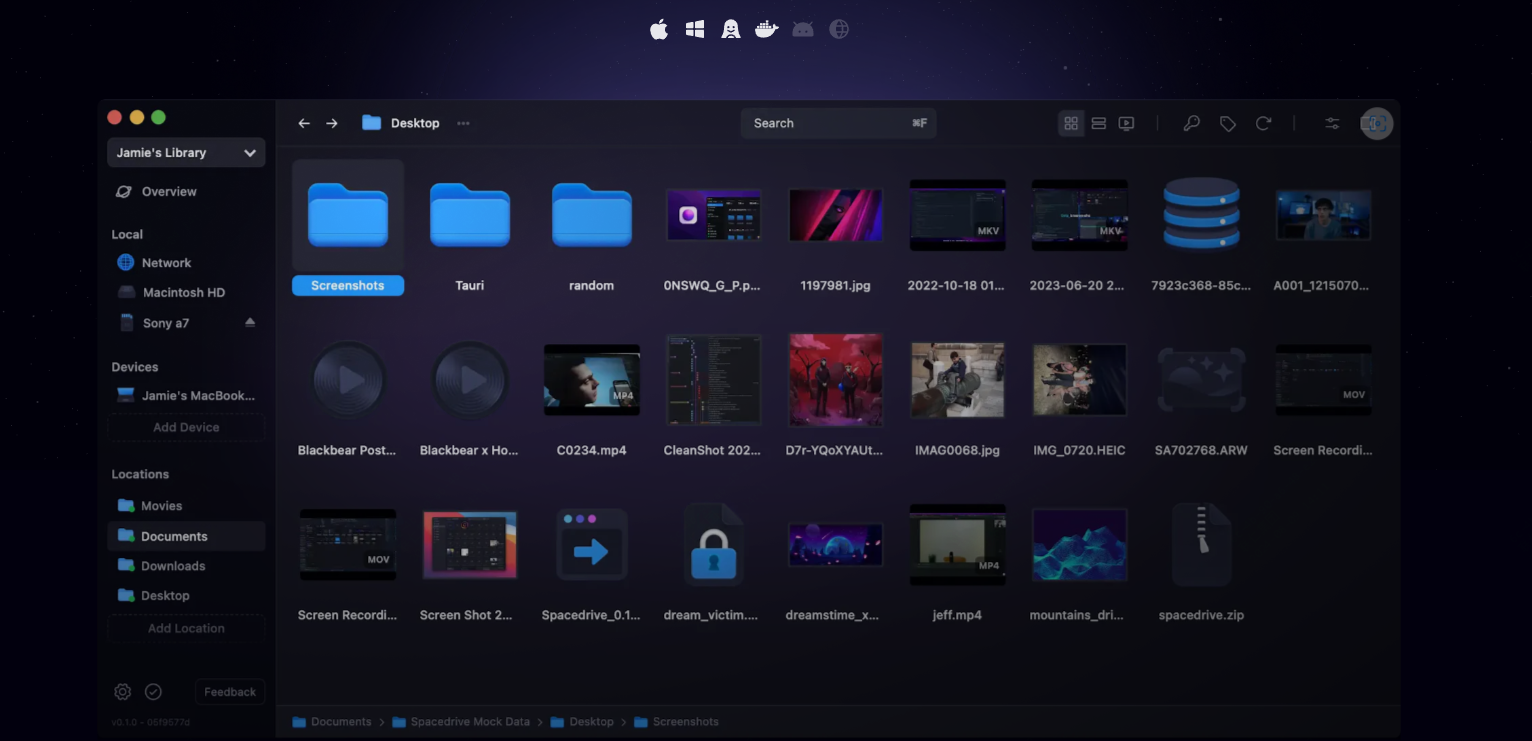 Jamie's Library
Overview
Local
Network
Macintosh HD
Sony a7
Devices
Jamie's MacBook...
Add Device
Locations
Movies
Documents
Downloads
Desktop
Add Location
Feedback
v0.1.0 - 05f9577d
Desktop
Search ⌘F
Screenshots
Tauri
random
0NSWQ_G_P.p...
1197981.jpg
MKV
2022-10-18 01...
MKV
2023-06-20 2...
7923c368-85c...
A001_1215070...
Blackbear Post...
Blackbear x Ho...
MP4
C0234.mp4
CleanShot 202...
D7r-YQoXYAUt...
IMAG0068.jpg
IMG_0720.HEIC
SA702768.ARW
MOV
Screen Recordi...
MOV
Screen Recordi...
Screen Shot 2...
Spacedrive_0.1...
dream_victim....
dreamstime_x...
MP4
jeff.mp4
mountains_dri...
spacedrive.zip
Documents > Spacedrive Mock Data > Desktop > Screenshots